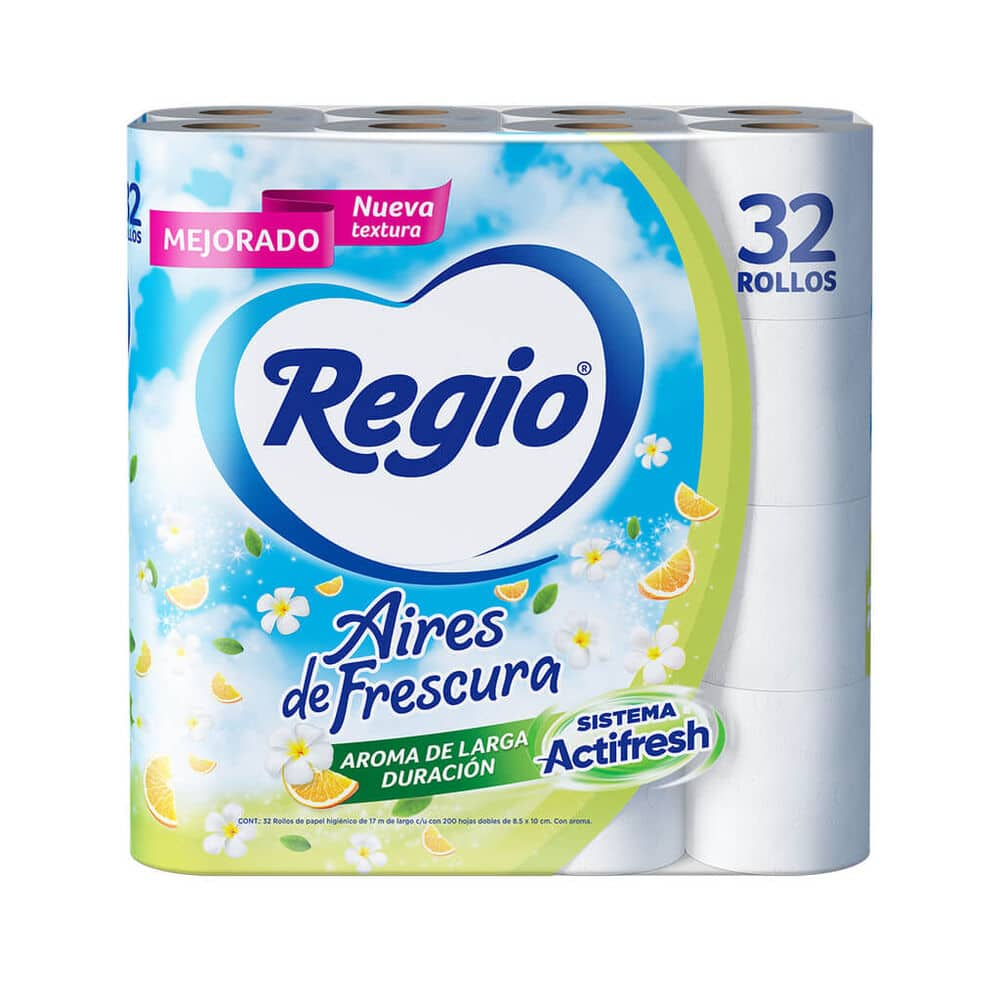 32
ROLLOS
MEJORADO
Nueva
textura
32
ROLLOS
Regio®
Aires
de Frescura
AROMA DE LARGA
DURACIÓN
SISTEMA
Actifresh
CONT.: 32 Rollos de papel higiénico de 17 m de largo c/u con 200 hojas dobles de 8.5 x 10 cm. Con aroma.